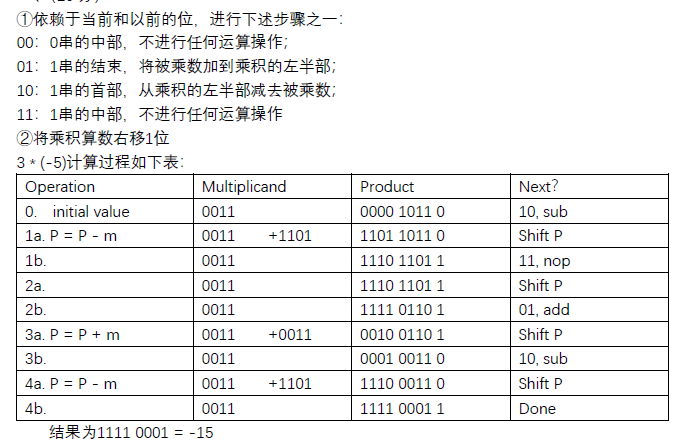 ①依赖于当前和以前的位，进行下述步骤之一：
00：0串的中部，不进行任何运算操作；
01：1串的结束，将被乘数加到乘积的左半部；
10：1串的首部，从乘积的左半部减去被乘数；
11：1串的中部，不进行任何运算操作
②将乘积算数右移1位
3 * (-5)计算过程如下表：
Operation Multiplicand Product Next?
0. initial value 0011 0000 1011 0 10, sub
1a. P = P - m 0011 +1101 1101 1011 0 Shift P
1b. 0011 1110 1101 1 11, nop
2a. 0011 1110 1101 1 Shift P
2b. 0011 1111 0110 1 01, add
3a. P = P + m 0011 +0011 0010 0110 1 Shift P
3b. 0011 0001 0011 0 10, sub
4a. P = P - m 0011 +1101 1110 0011 0 Shift P
4b. 0011 1111 0001 1 Done
结果为1111 0001 = -15